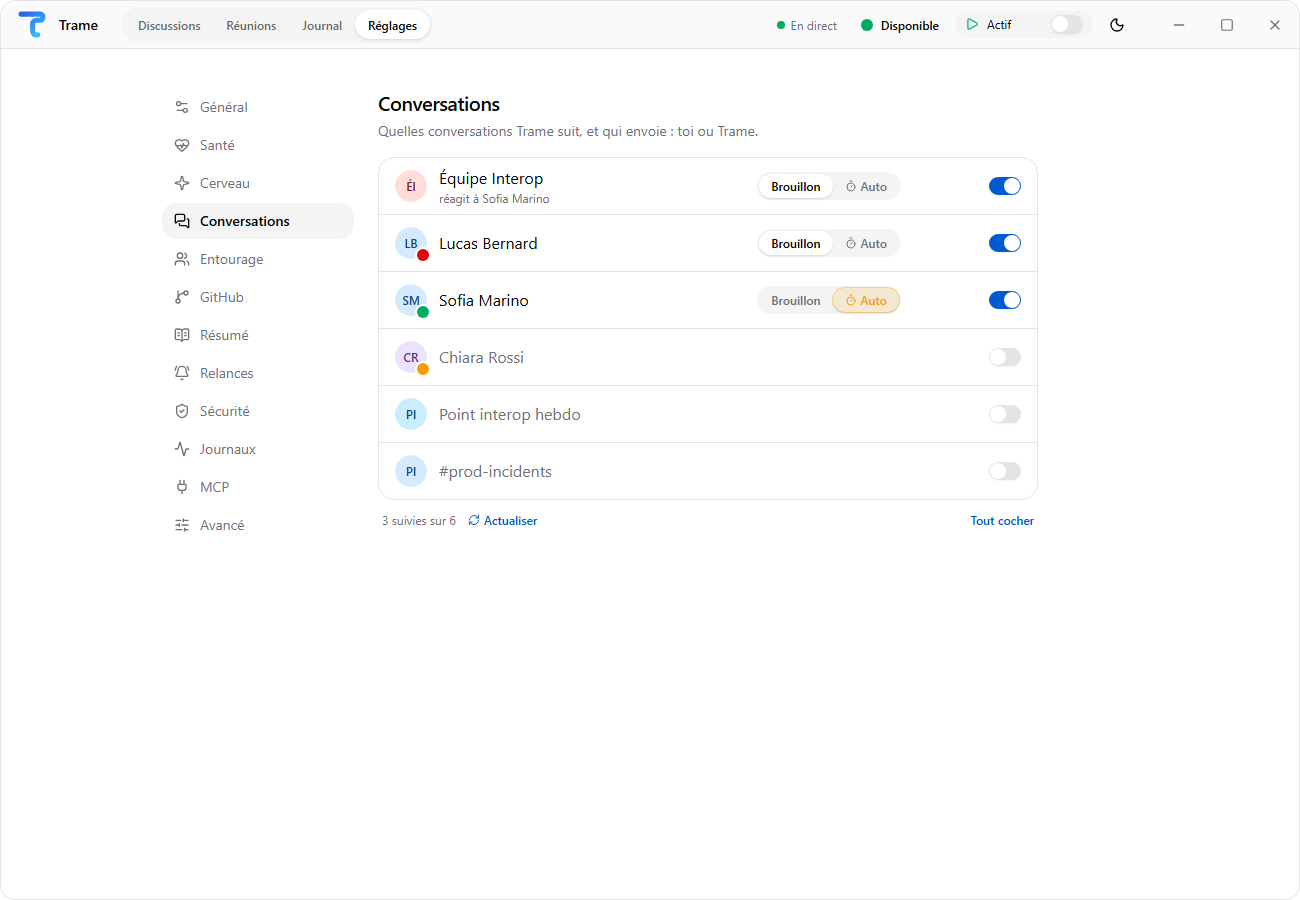 Trame
Discussions Réunions Journal Réglages
En direct Disponible Actif
Général
Santé
Cerveau
Conversations
Entourage
GitHub
Résumé
Relances
Sécurité
Journaux
MCP
Avancé
Conversations
Quelles conversations Trame suit, et qui envoie : toi ou Trame.
ÉI Équipe Interop Brouillon Auto
réagit à Sofia Marino
LB Lucas Bernard Brouillon Auto
SM Sofia Marino Brouillon Auto
CR Chiara Rossi
PI Point interop hebdo
PI #prod-incidents
3 suivies sur 6 Actualiser Tout cocher